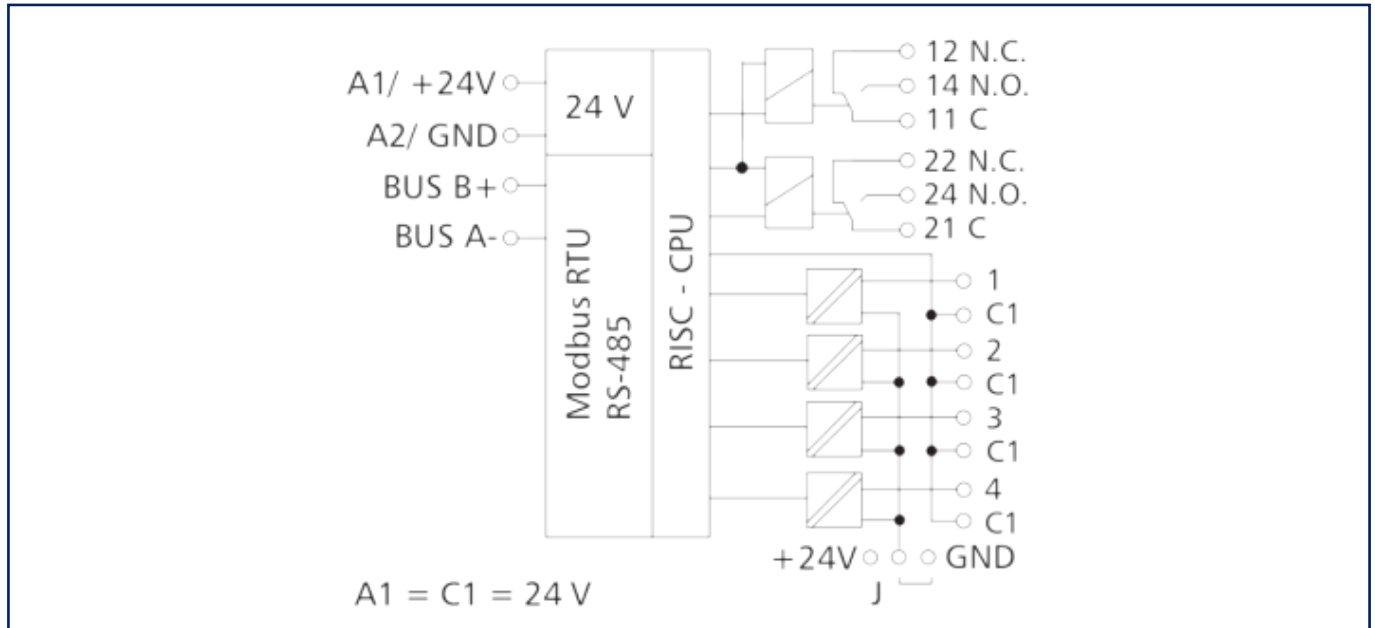 A1/ +24V
A2/ GND
BUS B+
BUS A-
24 V
Modbus RTU
RS-485
RISC - CPU
12 N.C.
14 N.O.
11 C
22 N.C.
24 N.O.
21 C
1
C1
2
C1
3
C1
4
C1
+24V
GND
J
A1 = C1 = 24 V